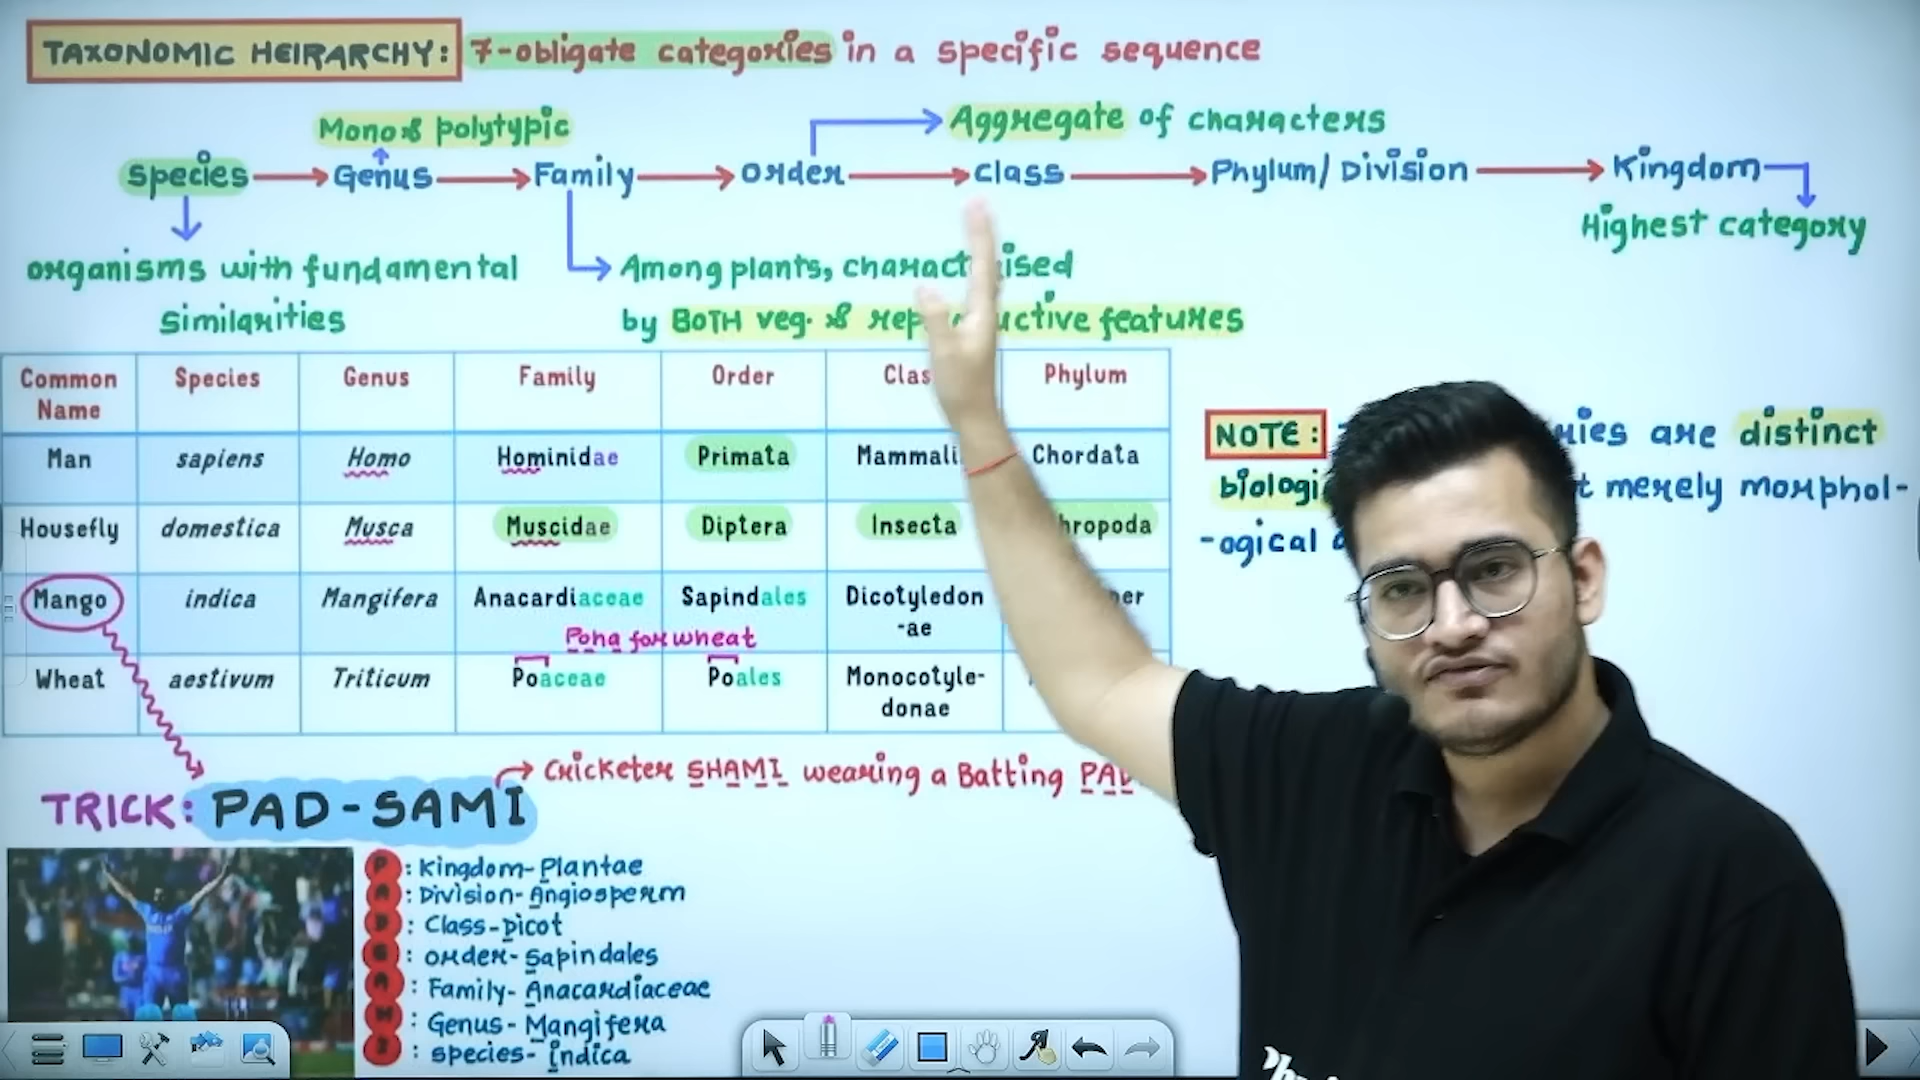 TAXONOMIC HEIRARCHY: 7-obligate categories in a specific sequence
Mono & polytypic
Aggregate of characters
Species Genus Family Order Class Phylum/Division Kingdom
Highest category
organisms with fundamental
Similarities
Among plants, charact ised
by BOTH veg. & rep uctive features
Common Name Species Genus Family Order Clas Phylum
Man sapiens Homo Hominidae Primata Mammali Chordata
Housefly domestica Musca Muscidae Diptera Insecta hropoda
Mango indica Mangifera Anacardiaceae Sapindales Dicotyledon
-ae
Poha for wheat
Wheat aestivum Triticum Poaceae Poales Monocotyle-
donae
NOTE: ries are distinct
biologi t merely morphol-
-ogical
Cricketer SHAMI wearing a Batting PAD
TRICK: PAD-SAMI
P : Kingdom- Plantae
A : Division- Angiosperm
D : Class- Dicot
S : Order- Sapindales
A : Family- Anacardiaceae
M : Genus- Mangifera
I : Species- indica